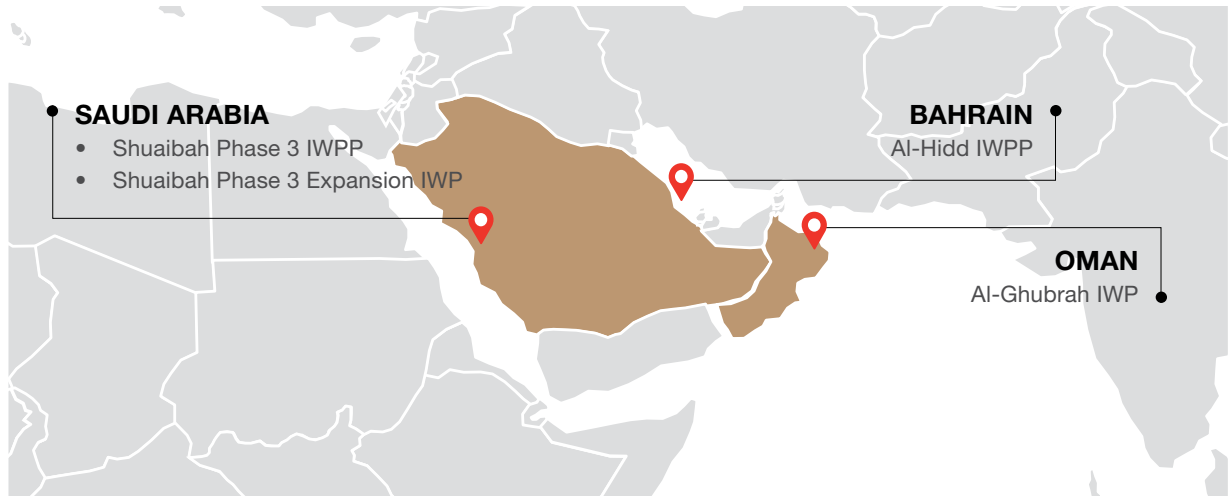 SAUDI ARABIA
• Shuaibah Phase 3 IWPP
• Shuaibah Phase 3 Expansion IWP
BAHRAIN
Al-Hidd IWPP
OMAN
Al-Ghubrah IWP